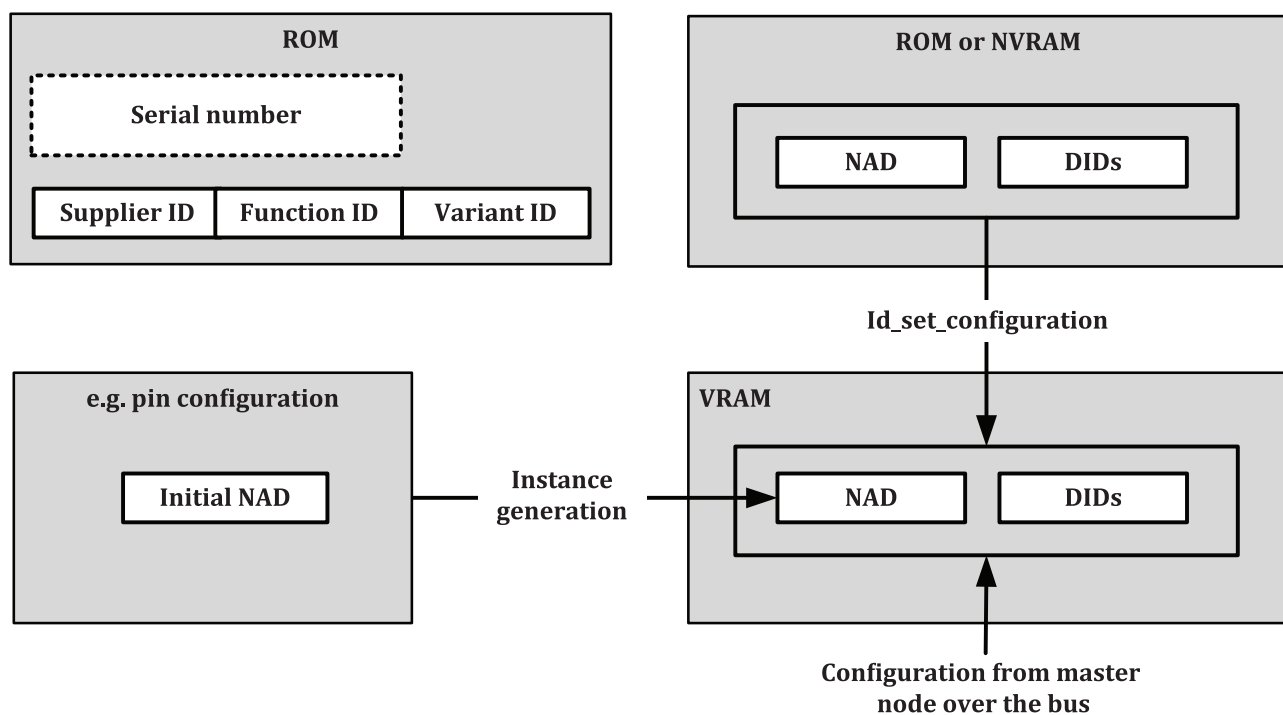 ROM
Serial number
Supplier ID
Function ID
Variant ID
ROM or NVRAM
NAD
DIDs
Id_set_configuration
e.g. pin configuration
Initial NAD
Instance
generation
VRAM
NAD
DIDs
Configuration from master
node over the bus